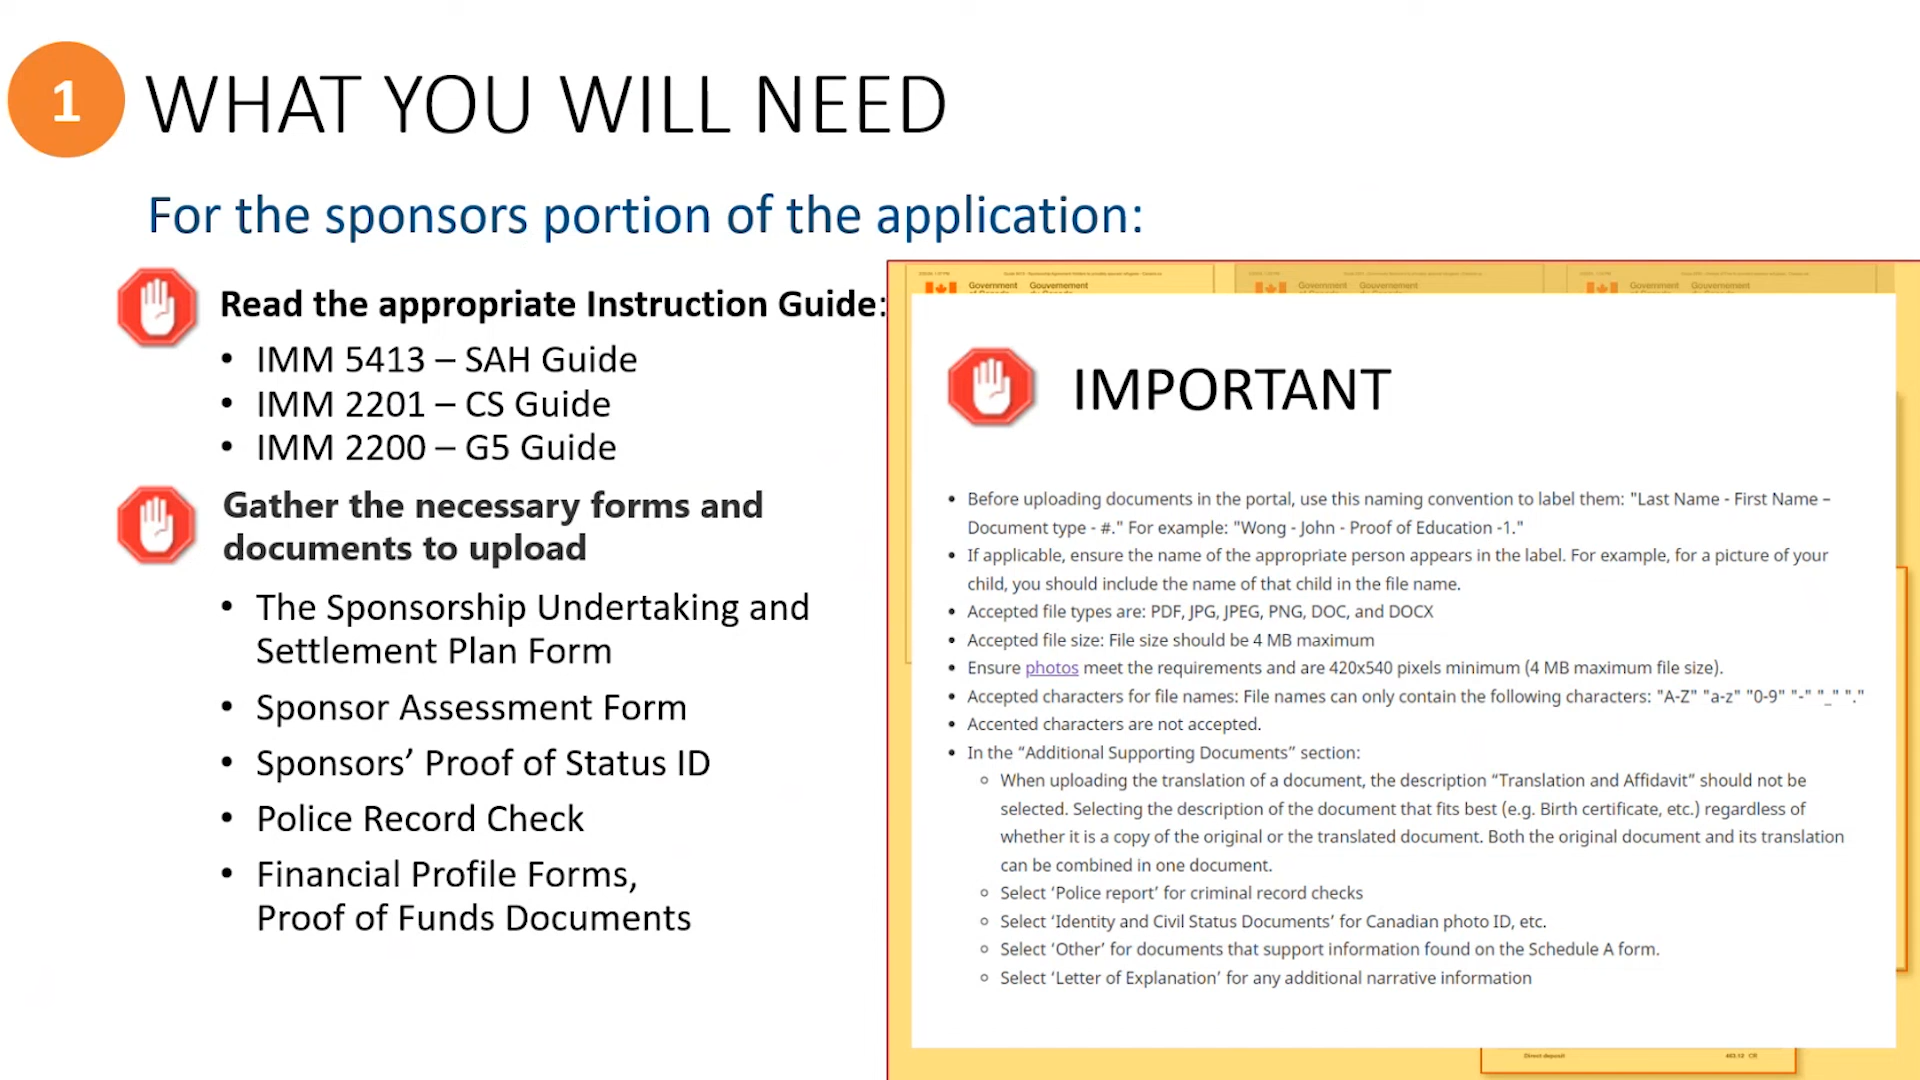 1
WHAT YOU WILL NEED
For the sponsors portion of the application:
Read the appropriate Instruction Guide:
• IMM 5413 – SAH Guide
• IMM 2201 – CS Guide
• IMM 2200 – G5 Guide
Gather the necessary forms and
documents to upload
• The Sponsorship Undertaking and
Settlement Plan Form
• Sponsor Assessment Form
• Sponsors’ Proof of Status ID
• Police Record Check
• Financial Profile Forms,
Proof of Funds Documents
Government Gouvernement
Government Gouvernement
Government Gouvernement
IMPORTANT
• Before uploading documents in the portal, use this naming convention to label them: "Last Name - First Name –
Document type - #." For example: "Wong - John - Proof of Education -1."
• If applicable, ensure the name of the appropriate person appears in the label. For example, for a picture of your
child, you should include the name of that child in the file name.
• Accepted file types are: PDF, JPG, JPEG, PNG, DOC, and DOCX
• Accepted file size: File size should be 4 MB maximum
• Ensure photos meet the requirements and are 420x540 pixels minimum (4 MB maximum file size).
• Accepted characters for file names: File names can only contain the following characters: "A-Z" "a-z" "0-9" "-" "_" "."
• Accented characters are not accepted.
• In the “Additional Supporting Documents” section:
○ When uploading the translation of a document, the description “Translation and Affidavit” should not be
selected. Selecting the description of the document that fits best (e.g. Birth certificate, etc.) regardless of
whether it is a copy of the original or the translated document. Both the original document and its translation
can be combined in one document.
○ Select ‘Police report’ for criminal record checks
○ Select ‘Identity and Civil Status Documents’ for Canadian photo ID, etc.
○ Select ‘Other’ for documents that support information found on the Schedule A form.
○ Select ‘Letter of Explanation’ for any additional narrative information
Direct deposit